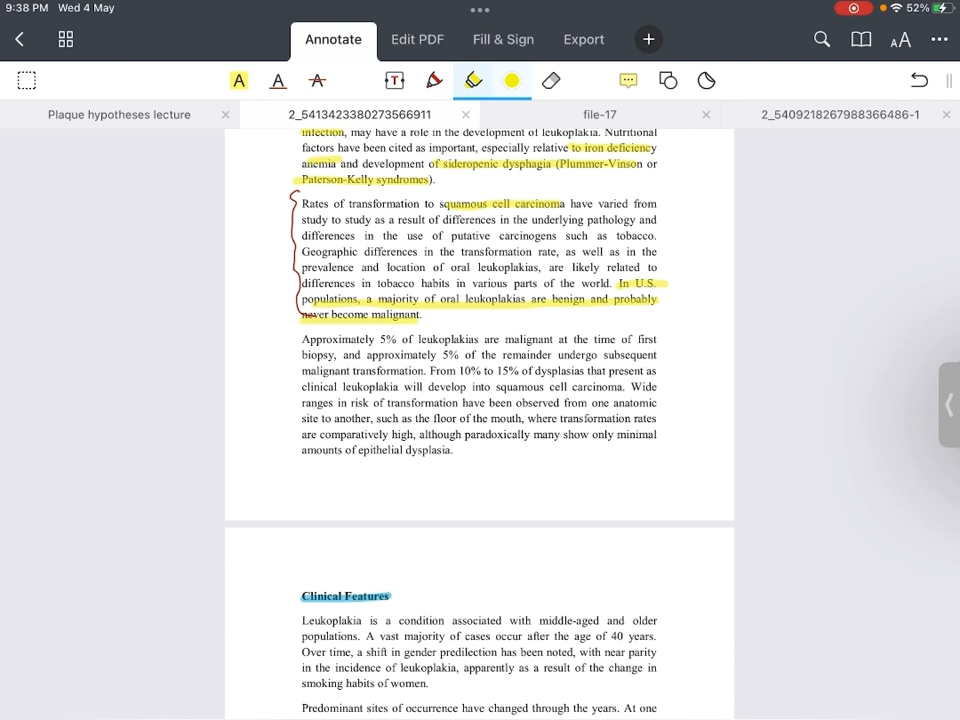 9:38 PM Wed 4 May
52%
Annotate
Edit PDF
Fill & Sign
Export
Plaque hypotheses lecture
2_5413423380273566911
file-17
2_5409218267988366486-1
infection, may have a role in the development of leukoplakia. Nutritional
factors have been cited as important, especially relative to iron deficiency
anemia and development of sideropenic dysphagia (Plummer-Vinson or
Paterson-Kelly syndromes).
Rates of transformation to squamous cell carcinoma have varied from
study to study as a result of differences in the underlying pathology and
differences in the use of putative carcinogens such as tobacco.
Geographic differences in the transformation rate, as well as in the
prevalence and location of oral leukoplakias, are likely related to
differences in tobacco habits in various parts of the world. In U.S.
populations, a majority of oral leukoplakias are benign and probably
never become malignant.
Approximately 5% of leukoplakias are malignant at the time of first
biopsy, and approximately 5% of the remainder undergo subsequent
malignant transformation. From 10% to 15% of dysplasias that present as
clinical leukoplakia will develop into squamous cell carcinoma. Wide
ranges in risk of transformation have been observed from one anatomic
site to another, such as the floor of the mouth, where transformation rates
are comparatively high, although paradoxically many show only minimal
amounts of epithelial dysplasia.
Clinical Features
Leukoplakia is a condition associated with middle-aged and older
populations. A vast majority of cases occur after the age of 40 years.
Over time, a shift in gender predilection has been noted, with near parity
in the incidence of leukoplakia, apparently as a result of the change in
smoking habits of women.
Predominant sites of occurrence have changed through the years. At one